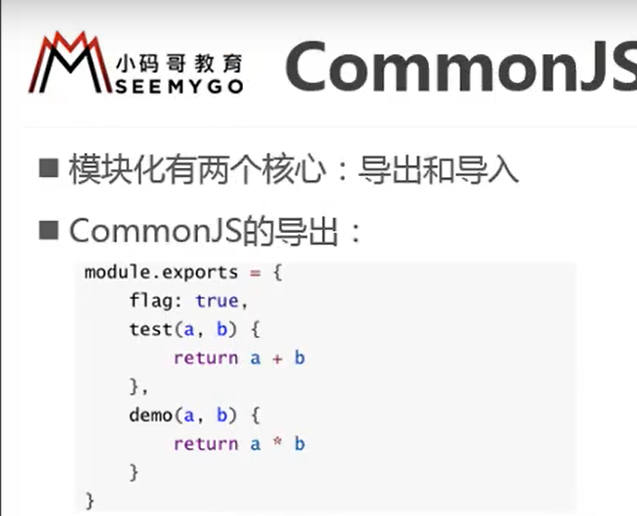 小码哥教育
SEEMYGO
CommonJS
■ 模块化有两个核心：导出和导入
■ CommonJS的导出：
module.exports = {
    flag: true,
    test(a, b) {
        return a + b
    },
    demo(a, b) {
        return a * b
    }
}